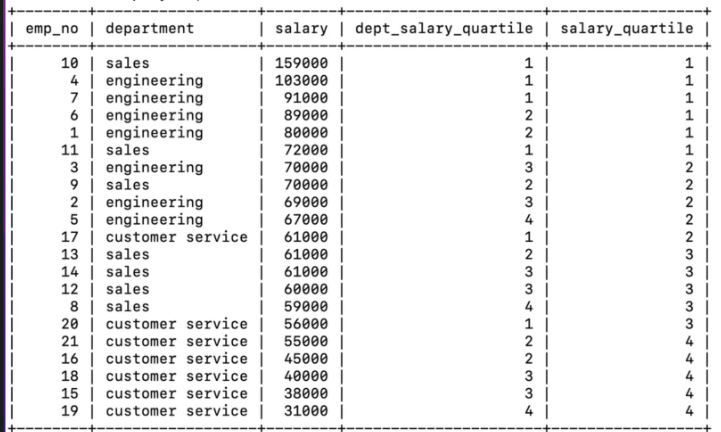 | emp_no | department | salary | dept_salary_quartile | salary_quartile |
| 10 | sales | 159000 | 1 | 1 |
| 4 | engineering | 103000 | 1 | 1 |
| 7 | engineering | 91000 | 1 | 1 |
| 6 | engineering | 89000 | 2 | 1 |
| 1 | engineering | 80000 | 2 | 1 |
| 11 | sales | 72000 | 1 | 1 |
| 3 | engineering | 70000 | 3 | 2 |
| 9 | sales | 70000 | 2 | 2 |
| 2 | engineering | 69000 | 3 | 2 |
| 5 | engineering | 67000 | 4 | 2 |
| 17 | customer service | 61000 | 1 | 2 |
| 13 | sales | 61000 | 2 | 3 |
| 14 | sales | 61000 | 3 | 3 |
| 12 | sales | 60000 | 3 | 3 |
| 8 | sales | 59000 | 4 | 3 |
| 20 | customer service | 56000 | 1 | 3 |
| 21 | customer service | 55000 | 2 | 4 |
| 16 | customer service | 45000 | 2 | 4 |
| 18 | customer service | 40000 | 3 | 4 |
| 15 | customer service | 38000 | 3 | 4 |
| 19 | customer service | 31000 | 4 | 4 |